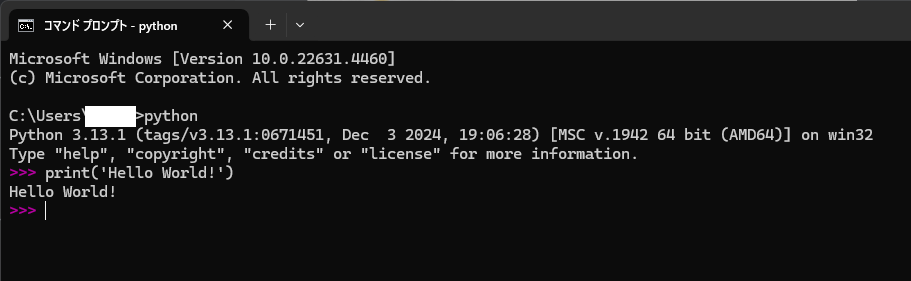 コマンド プロンプト - python
Microsoft Windows [Version 10.0.22631.4460]
(c) Microsoft Corporation. All rights reserved.
C:\Users\>python
Python 3.13.1 (tags/v3.13.1:0671451, Dec  3 2024, 19:06:28) [MSC v.1942 64 bit (AMD64)] on win32
Type "help", "copyright", "credits" or "license" for more information.
>>> print('Hello World!')
Hello World!
>>>